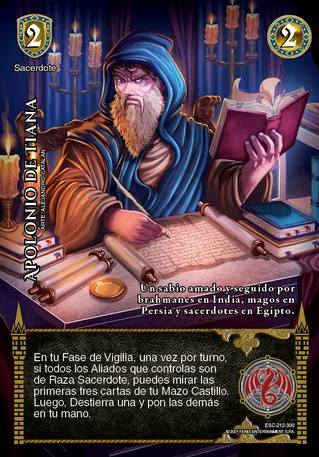 2
2
Sacerdote
APOLONIO DE TIANA
ARTE: ALEJANDRO CATALÁN
Un sabio amado y seguido por
brahmanes en India, magos en
Persia y sacerdotes en Egipto.
En tu Fase de Vigilia, una vez por turno,
si todos los Aliados que controlas son
de Raza Sacerdote, puedes mirar las
primeras tres cartas de tu Mazo Castillo.
Luego, Destierra una y pon las demás
en tu mano.
ESC-212-300
©2021 FENIX ENTERTAINMENT S.P.A.